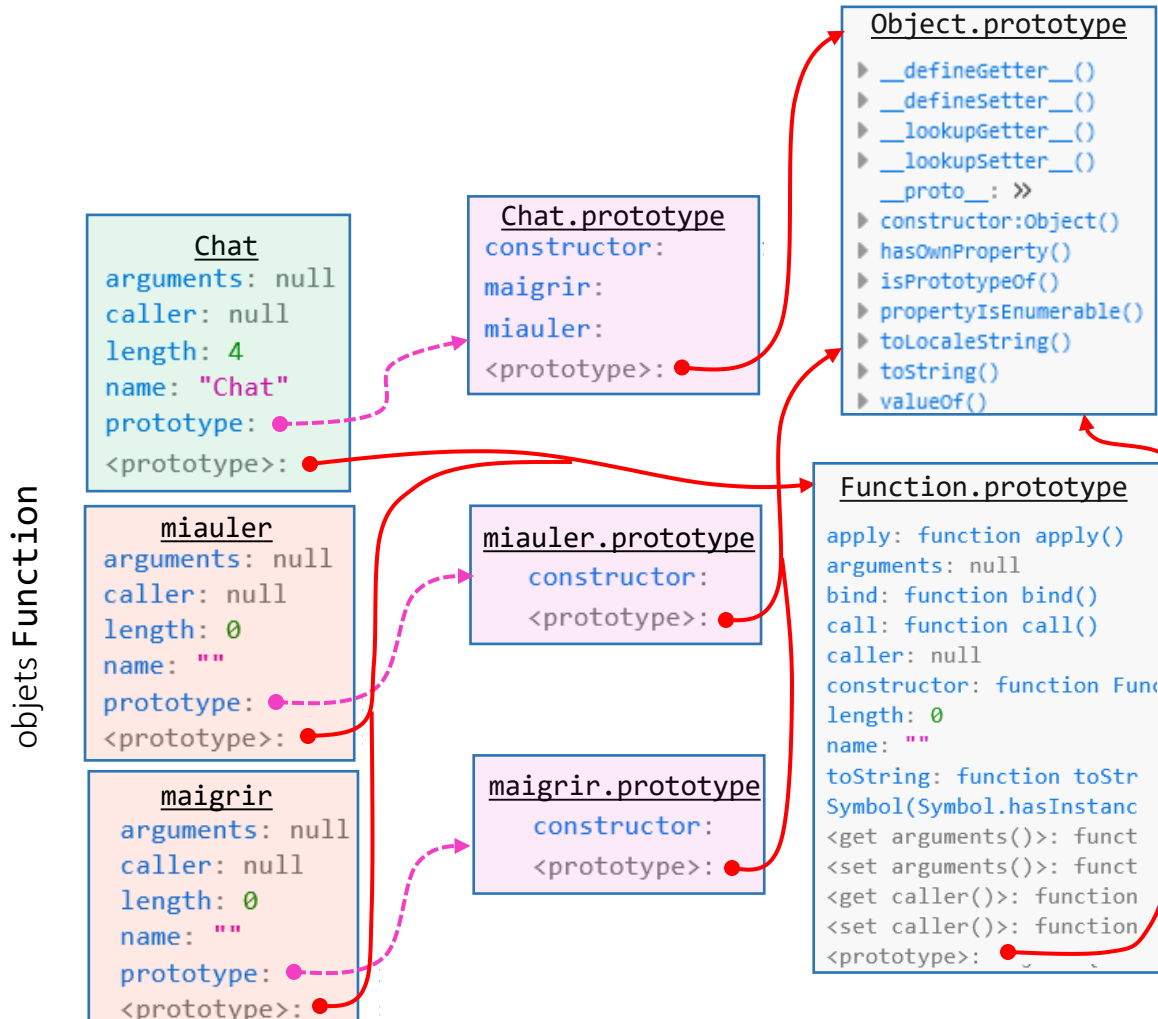 objets Function
Chat
arguments: null
caller: null
length: 4
name: "Chat"
prototype:
<prototype>:
miauler
arguments: null
caller: null
length: 0
name: ""
prototype:
<prototype>:
maigrir
arguments: null
caller: null
length: 0
name: ""
prototype:
<prototype>:
Chat.prototype
constructor:
maigrir:
miauler:
<prototype>:
miauler.prototype
constructor:
<prototype>:
maigrir.prototype
constructor:
<prototype>:
Object.prototype
__defineGetter__()
__defineSetter__()
__lookupGetter__()
__lookupSetter__()
__proto__: »
constructor:Object()
hasOwnProperty()
isPrototypeOf()
propertyIsEnumerable()
toLocaleString()
toString()
valueOf()
Function.prototype
apply: function apply()
arguments: null
bind: function bind()
call: function call()
caller: null
constructor: function Func
length: 0
name: ""
toString: function toStr
Symbol(Symbol.hasInstanc
<get arguments()>: funct
<set arguments()>: funct
<get caller()>: function
<set caller()>: function
<prototype>: